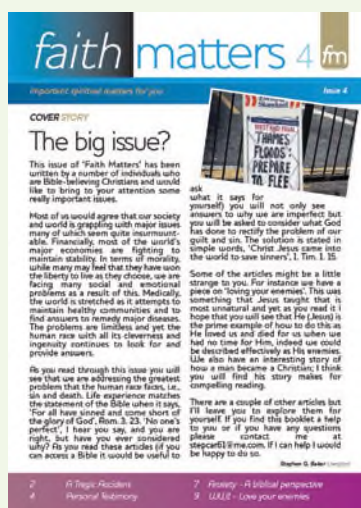 faith matters 4 fm
important spiritual matters for you
Issue 4
COVER STORY
The big issue?
This issue of 'Faith Matters' has been
written by a number of individuals who
are Bible-believing Christians and would
like to bring to your attention some
really important issues.
Most of us would agree that our society
and world is grappling with major issues
many of which seem quite insurmount-
able. Financially, most of the world's
major economies are fighting to
maintain stability. In terms of morality,
while many may feel that they have won
the liberty to live as they choose, we are
facing many social and emotional
problems as a result of this. Medically,
the world is stretched as it attempts to
maintain healthy communities and to
find answers to remedy major diseases.
The problems are limitless and yet the
human race with all its cleverness and
ingenuity continues to look for and
provide answers.
As you read through this issue you will
see that we are addressing the greatest
problem that the human race faces, i.e.,
sin and death. Life experience matches
the statement of the Bible when it says,
'For all have sinned and come short of
the glory of God', Rom. 3. 23. 'No one's
perfect', I hear you say, and you are
right, but have you ever considered
why? As you read these articles (if you
can access a Bible it would be useful to
Standard
WEST END FINAL
THAMES
FLOODS:
PREPARE
TO FLEE
ask
what it says for
yourself) you will not only see
answers to why we are imperfect but
you will be asked to consider what God
has done to rectify the problem of our
guilt and sin. The solution is stated in
simple words, 'Christ Jesus came into
the world to save sinners', 1. Tim. 1. 15.
Some of the articles might be a little
strange to you. For instance we have a
piece on 'loving your enemies'. This was
something that Jesus taught that is
most unnatural and yet as you read it I
hope that you will see that He (Jesus) is
the prime example of how to do this as
He loved us and died for us when we
had no time for Him, indeed we could
be described effectively as His enemies.
We also have an interesting story of
how a man became a Christian; I think
you will find his story makes for
compelling reading.
There are a couple of other articles but
I'll leave you to explore them for
yourself. If you find this booklet a help
to you or if you have any questions
please contact me at
stepcar61@me.com. If I can help I would
be happy to do so.
Stephen G. Baker
2 A Tragic Accident
4 Personal Testimony
7 Anxiety - A biblical perspective
9 - Love your enemies